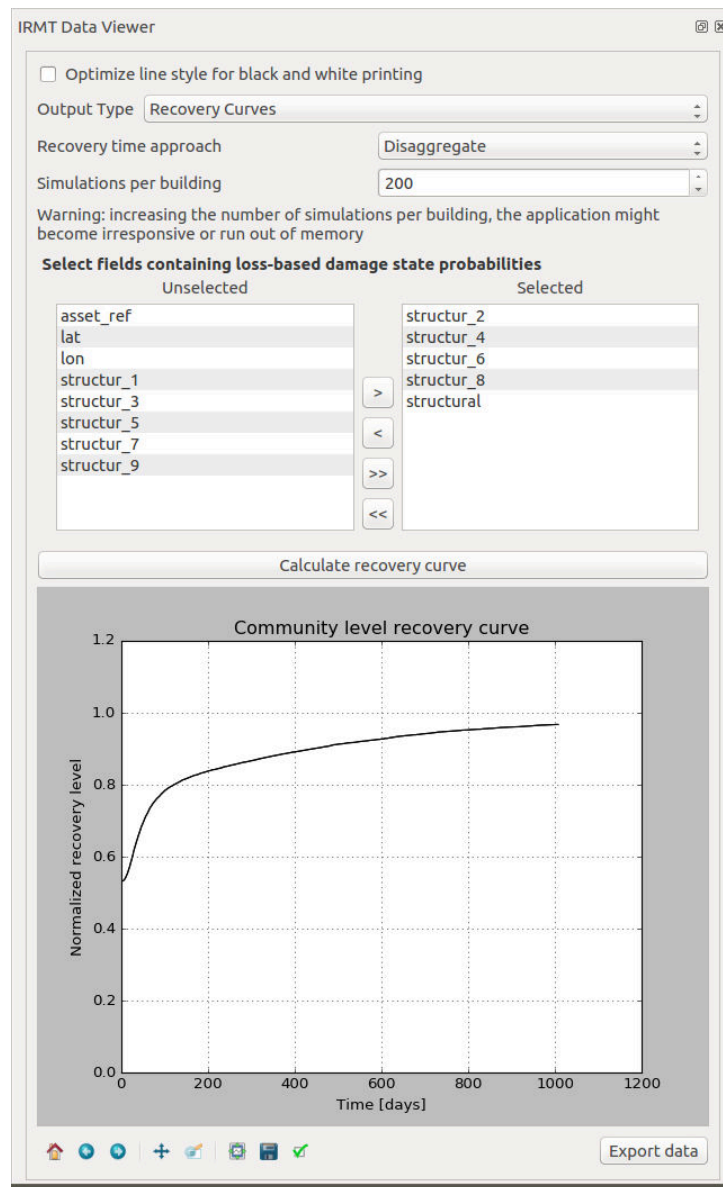 IRMT Data Viewer
Optimize line style for black and white printing
Output Type Recovery Curves
Recovery time approach Disaggregate
Simulations per building 200
Warning: increasing the number of simulations per building, the application might
become irresponsive or run out of memory
Select fields containing loss-based damage state probabilities
Unselected Selected
asset_ref structur_2
lat structur_4
lon structur_6
structur_1 structur_8
structur_3 structural
structur_5
structur_7
structur_9
>
<
>>
<<
Calculate recovery curve
Community level recovery curve
1.2
1.0
0.8
0.6
0.4
0.2
0.0
Normalized recovery level
0 200 400 600 800 1000 1200
Time [days]
Export data